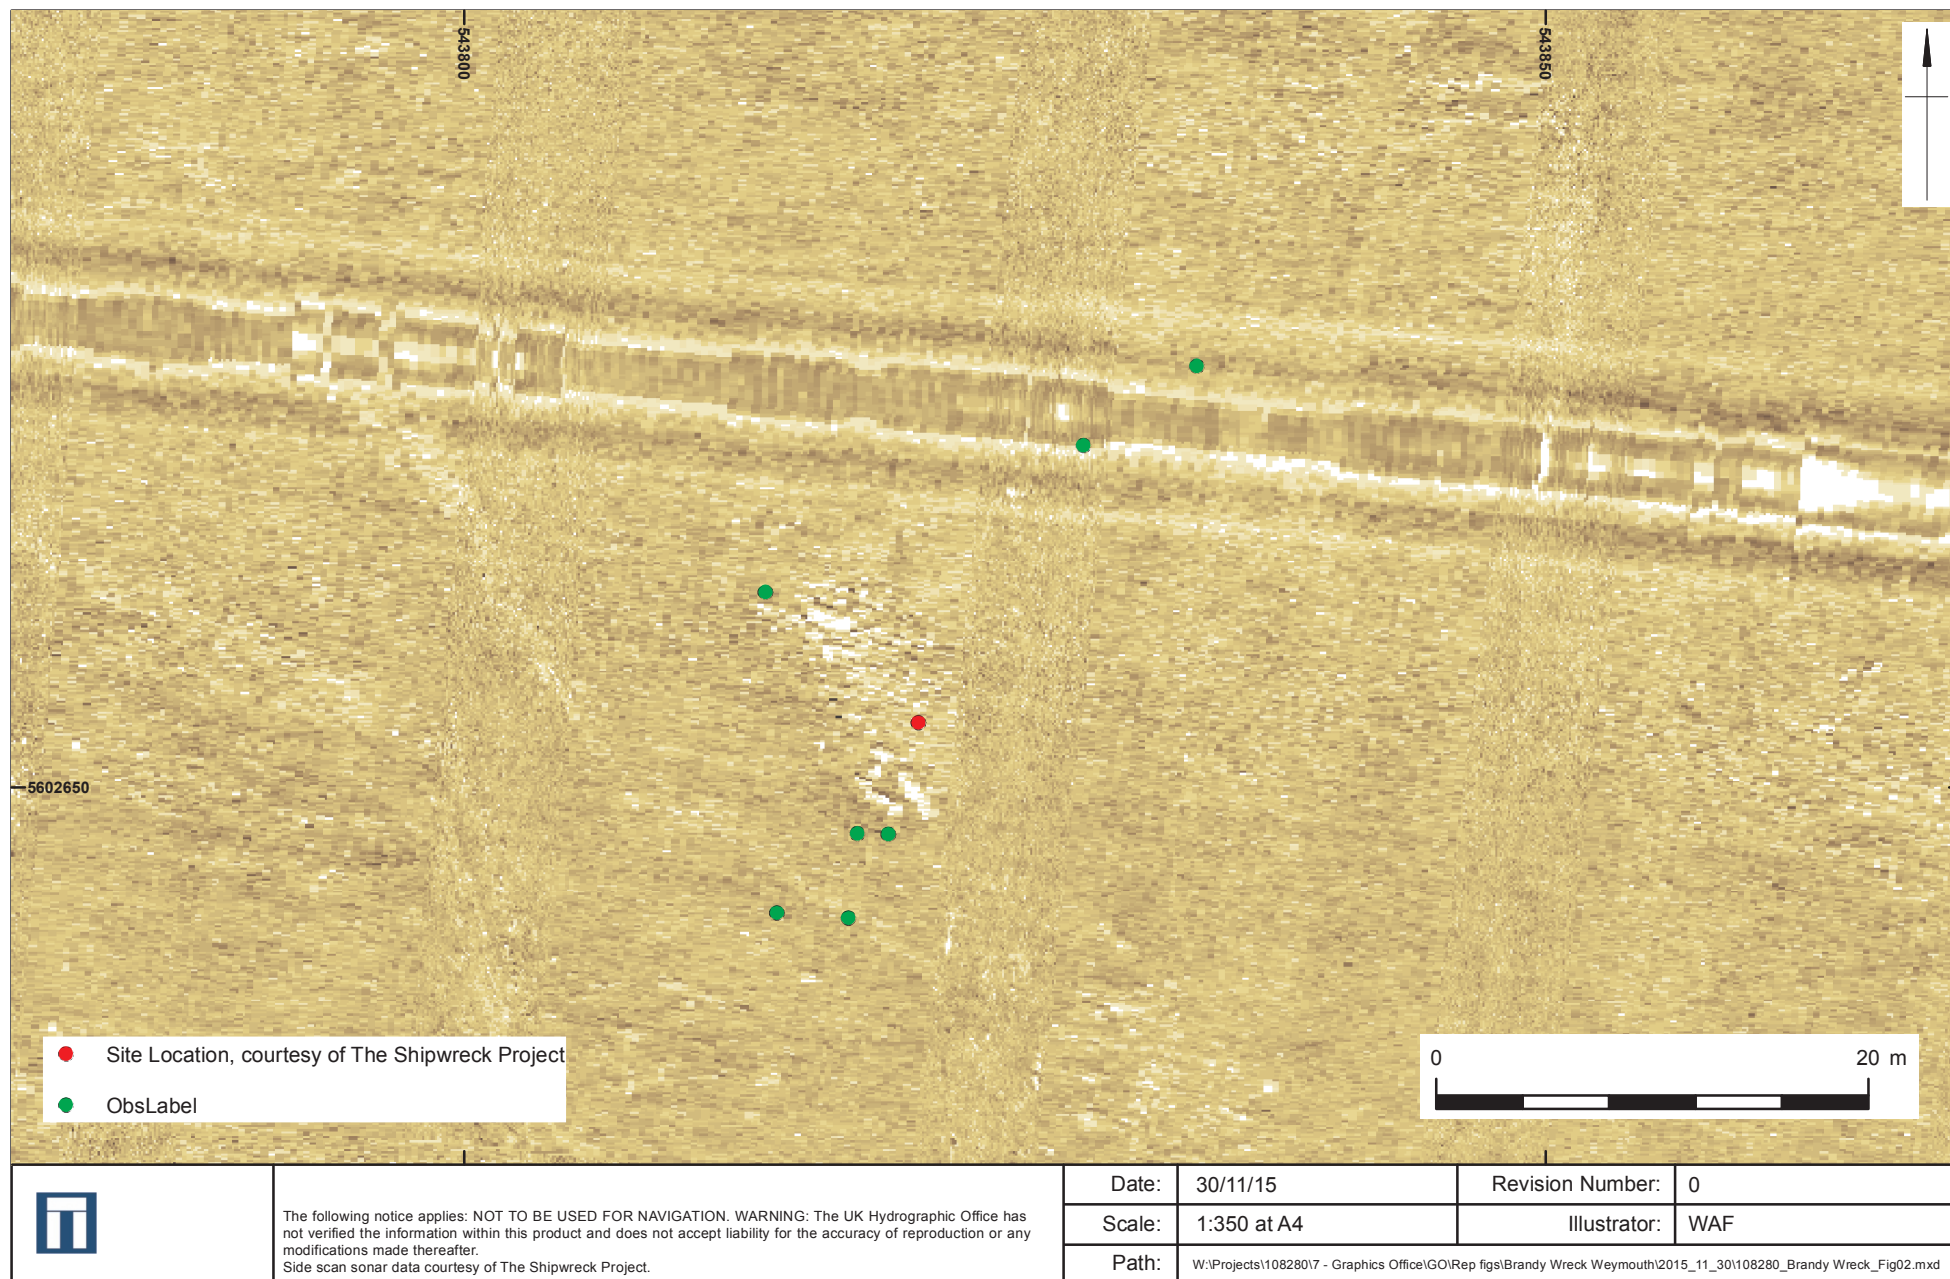 543800
543850
5602650
Site Location, courtesy of The Shipwreck Project
ObsLabel
0 20 m
The following notice applies: NOT TO BE USED FOR NAVIGATION. WARNING: The UK Hydrographic Office has
not verified the information within this product and does not accept liability for the accuracy of reproduction or any
modifications made thereafter.
Side scan sonar data courtesy of The Shipwreck Project.
Date: 30/11/15 Revision Number: 0
Scale: 1:350 at A4 Illustrator: WAF
Path: W:\Projects\108280\7 - Graphics Office\GO\Rep figs\Brandy Wreck Weymouth\2015_11_30\108280_Brandy Wreck_Fig02.mxd